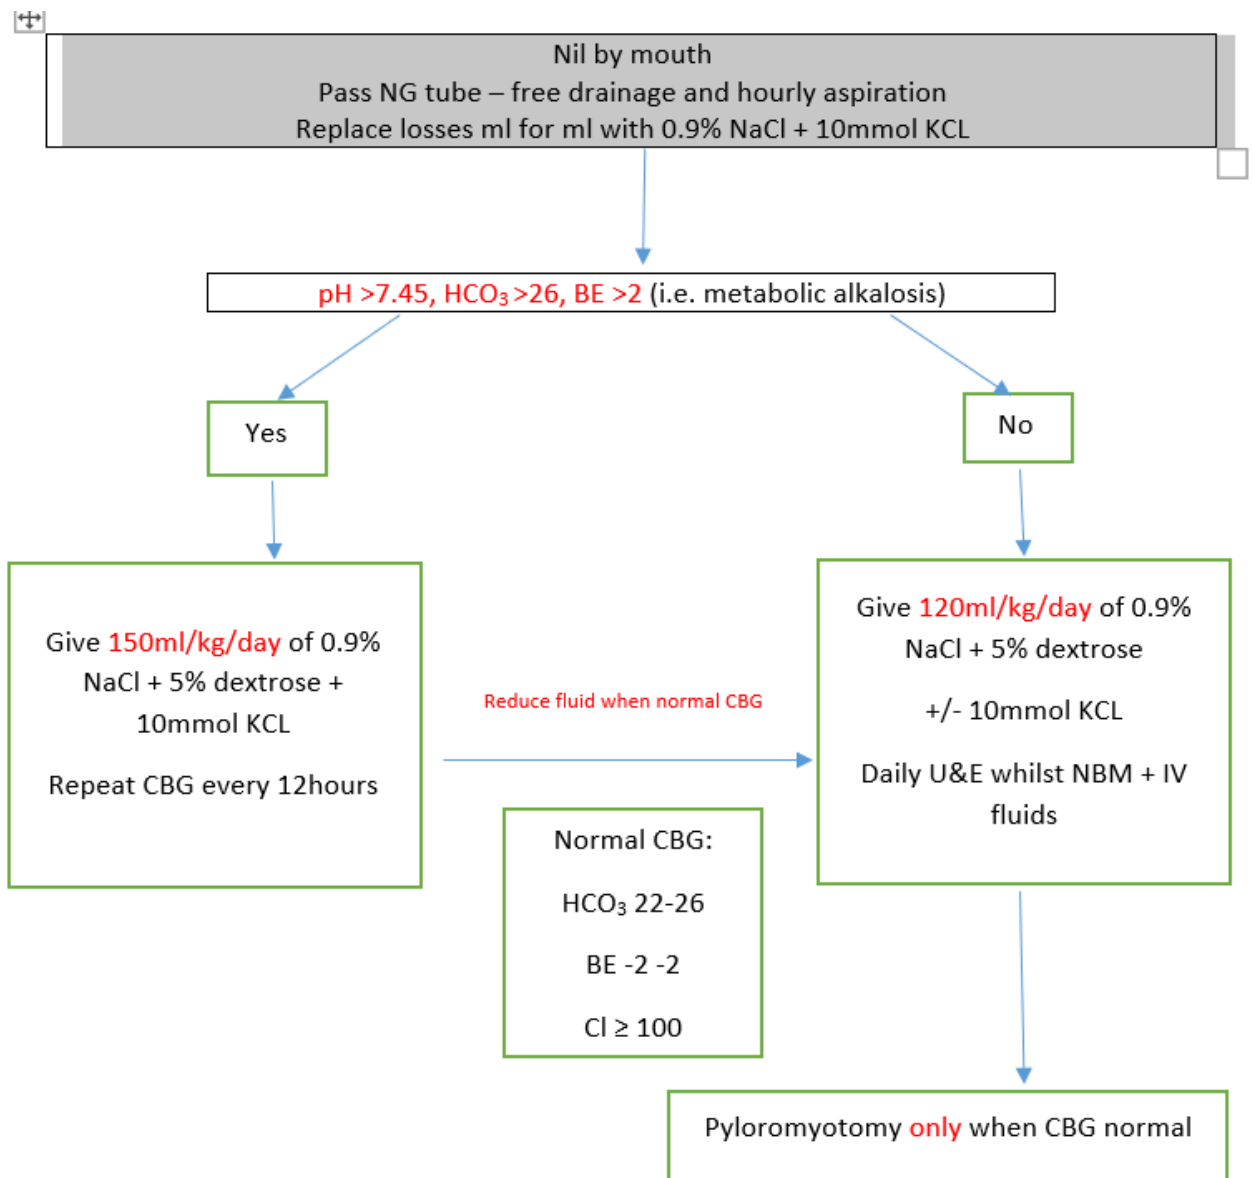 Nil by mouth
Pass NG tube – free drainage and hourly aspiration
Replace losses ml for ml with 0.9% NaCl + 10mmol KCL
pH >7.45, HCO₃ >26, BE >2 (i.e. metabolic alkalosis)
Yes
No
Give 150ml/kg/day of 0.9%
NaCl + 5% dextrose +
10mmol KCL
Repeat CBG every 12hours
Reduce fluid when normal CBG
Give 120ml/kg/day of 0.9%
NaCl + 5% dextrose
+/- 10mmol KCL
Daily U&E whilst NBM + IV
fluids
Normal CBG:
HCO₃ 22-26
BE -2 -2
Cl ≥ 100
Pyloromyotomy only when CBG normal